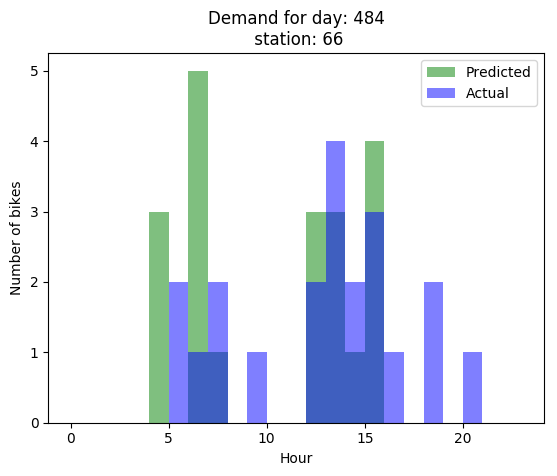 Demand for day: 484
station: 66
Predicted
Actual
Number of bikes
5
4
3
2
1
0
0 5 10 15 20
Hour